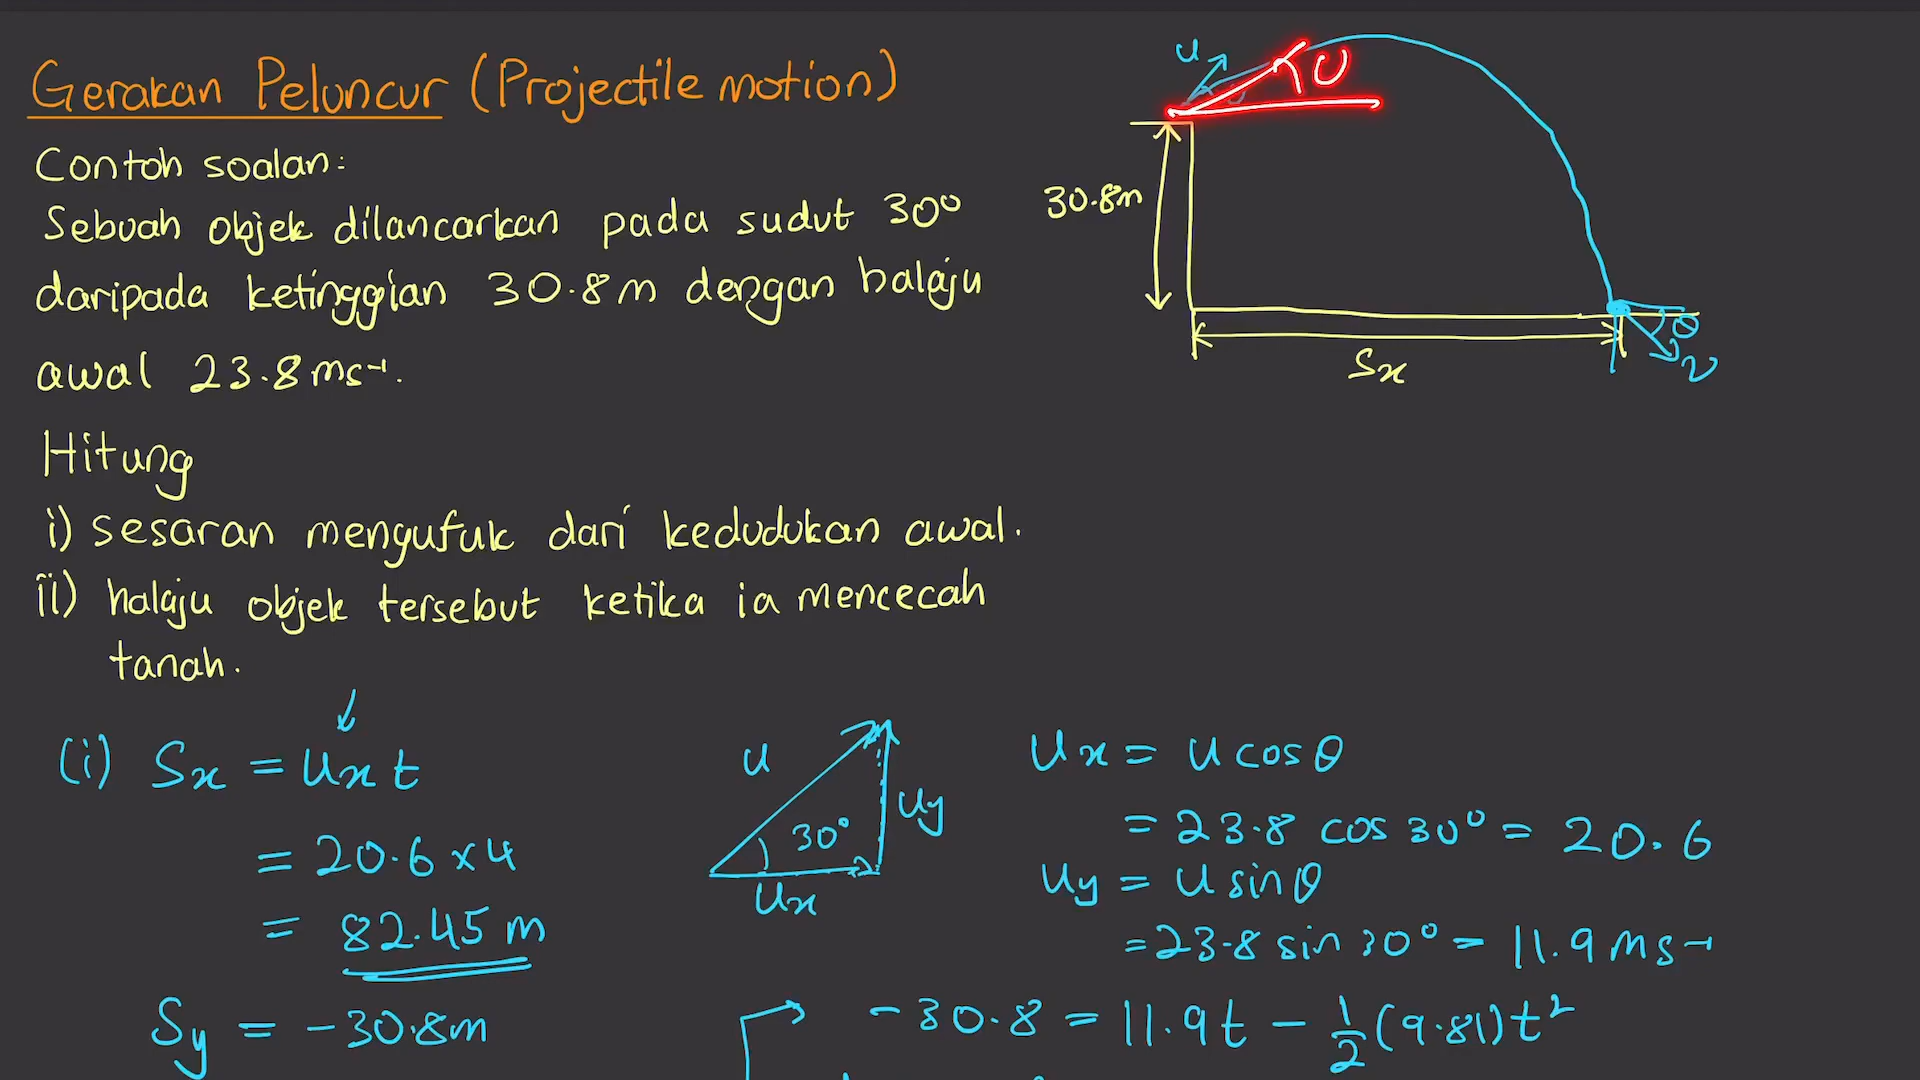 Gerakan Peluncur (Projectile motion)
Contoh soalan:
Sebuah objek dilancarkan pada sudut 30°
daripada ketinggian 30.8m dengan halaju
awal 23.8 ms⁻¹.
Hitung
i) sesaran mengufuk dari kedudukan awal.
ii) halaju objek tersebut ketika ia mencecah
tanah.
u
θ
30.8m
Sx
θ
v
(i) Sx = Ux t
= 20.6 x 4
= 82.45 m
Sy = -30.8m
u
30°
Uy
Ux
Ux = U cos θ
= 23.8 cos 30° = 20.6
Uy = U sin θ
= 23.8 sin 30° = 11.9 ms⁻¹
-30.8 = 11.9t - 1/2 (9.81)t²